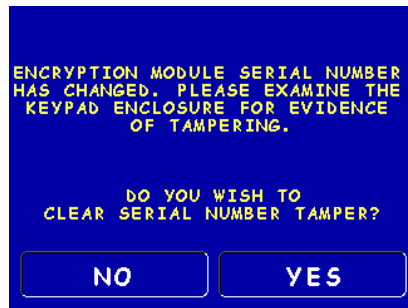 ENCRYPTION MODULE SERIAL NUMBER
HAS CHANGED. PLEASE EXAMINE THE
KEYPAD ENCLOSURE FOR EVIDENCE
OF TAMPERING.
DO YOU WISH TO
CLEAR SERIAL NUMBER TAMPER?
NO YES